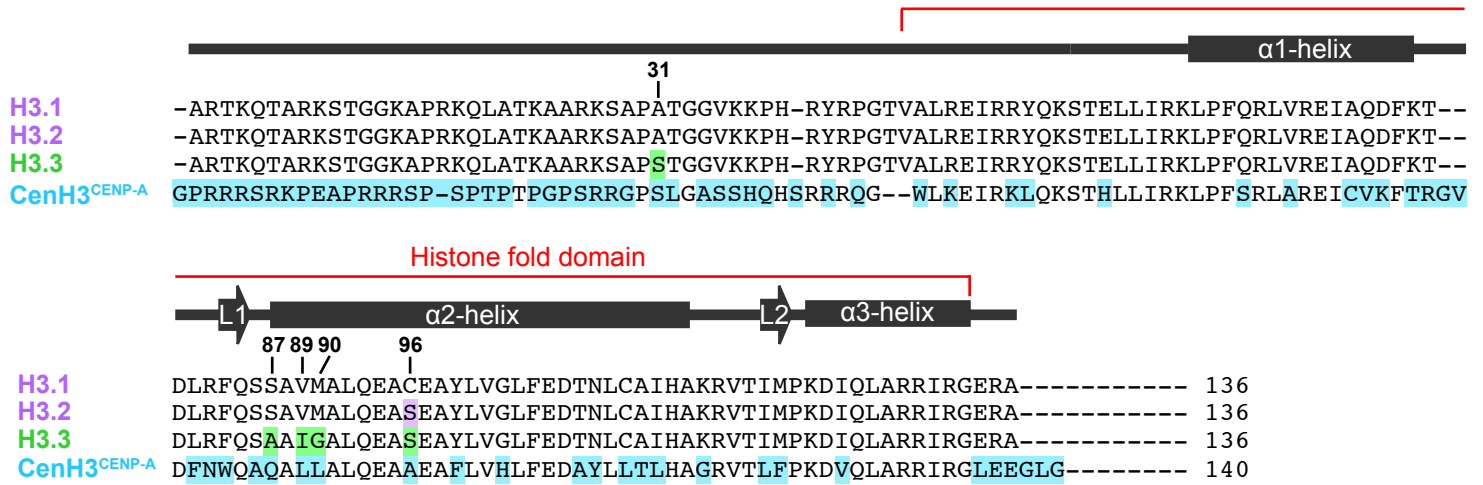 α1-helix
31
H3.1 -ARTKQTARKSTGGKAPRKQLATKAARKSAPATGGVKKPH-RYRPGTVALREIRRYQKSTELLIRKLPFQRLVREIAQDFKT--
H3.2 -ARTKQTARKSTGGKAPRKQLATKAARKSAPATGGVKKPH-RYRPGTVALREIRRYQKSTELLIRKLPFQRLVREIAQDFKT--
H3.3 -ARTKQTARKSTGGKAPRKQLATKAARKSAPSTGGVKKPH-RYRPGTVALREIRRYQKSTELLIRKLPFQRLVREIAQDFKT--
CenH3CENP-A GPRRRSRKPEAPRRRSP-SPTPTPGPSRRGPSLGASSHQHSRRRQG--WLKEIRKLQKSTHLLIRKLPFSRLAREICVKFTRGV
Histone fold domain
L1 α2-helix L2 α3-helix
87 89 90 96
H3.1 DLRFQSSAVMALQEACEAYLVGLFEDTNLCAIHAKRVTIMPKDIQLARRIRGERA----------- 136
H3.2 DLRFQSSAVMALQEASEAYLVGLFEDTNLCAIHAKRVTIMPKDIQLARRIRGERA----------- 136
H3.3 DLRFQSAAIGALQEASEAYLVGLFEDTNLCAIHAKRVTIMPKDIQLARRIRGERA----------- 136
CenH3CENP-A DFNWQAQALLALQEAAEAFLVHLFEDAYLLTLHAGRVTLFPKDVQLARRIRGLEEGLG-------- 140